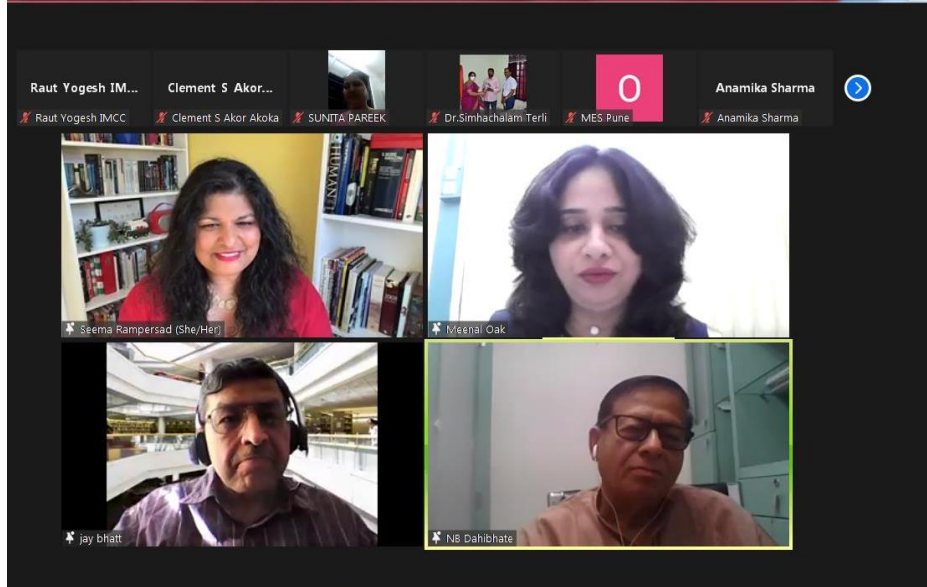 Raut Yogesh IM...
Clement S Akor...
Anamika Sharma
Raut Yogesh IMCC
Clement S Akor Akoka
SUNITA PAREEK
Dr.Simhachalam Terli
O
MES Pune
Anamika Sharma
HUMAN
Seema Rampersad (She/Her)
Meenal Oak
jay bhatt
NB Dahibhate